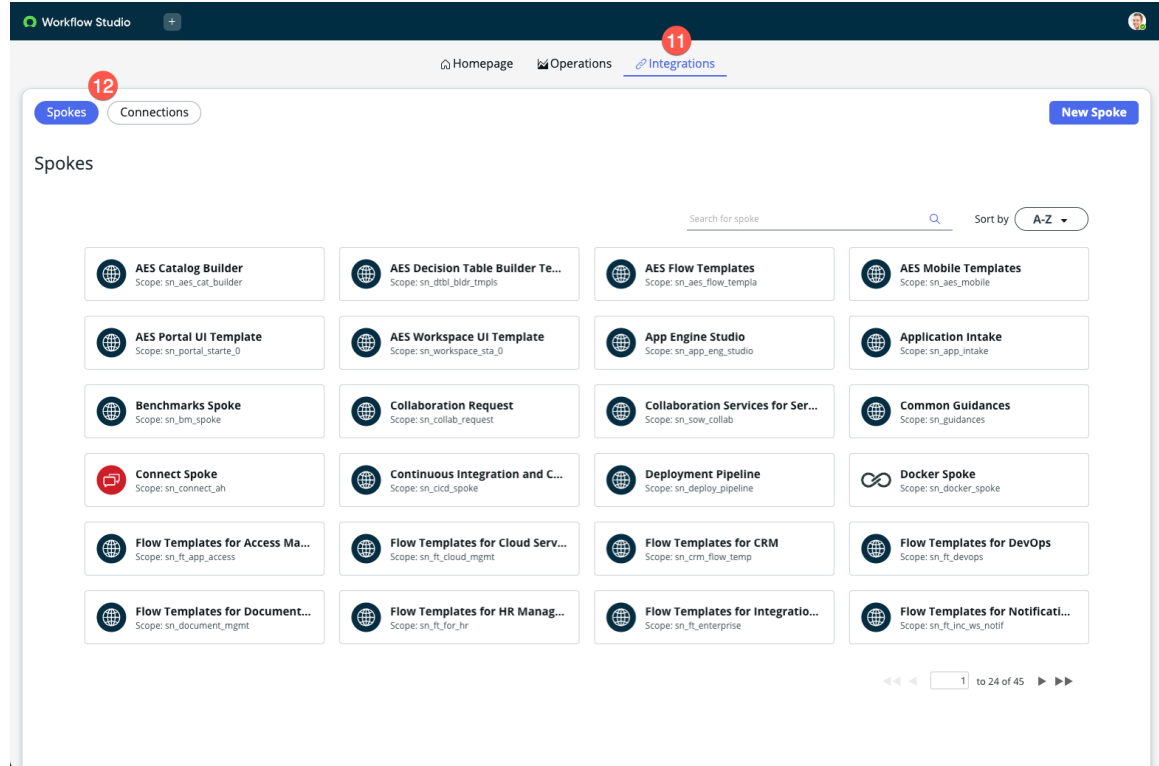 Workflow Studio
+
11
Homepage Operations Integrations
12
Spokes Connections New Spoke
Spokes
Search for spoke Sort by A-Z
AES Catalog Builder
Scope: sn_aes_cat_builder
AES Decision Table Builder Te...
Scope: sn_dtbl_bldr_tmpls
AES Flow Templates
Scope: sn_aes_flow_templa
AES Mobile Templates
Scope: sn_aes_mobile
AES Portal UI Template
Scope: sn_portal_starte_0
AES Workspace UI Template
Scope: sn_workspace_sta_0
App Engine Studio
Scope: sn_app_eng_studio
Application Intake
Scope: sn_app_intake
Benchmarks Spoke
Scope: sn_bm_spoke
Collaboration Request
Scope: sn_collab_request
Collaboration Services for Ser...
Scope: sn_sow_collab
Common Guidances
Scope: sn_guidances
Connect Spoke
Scope: sn_connect_ah
Continuous Integration and C...
Scope: sn_cicd_spoke
Deployment Pipeline
Scope: sn_deploy_pipeline
Docker Spoke
Scope: sn_docker_spoke
Flow Templates for Access Ma...
Scope: sn_ft_app_access
Flow Templates for Cloud Serv...
Scope: sn_ft_cloud_mgmt
Flow Templates for CRM
Scope: sn_crm_flow_temp
Flow Templates for DevOps
Scope: sn_ft_devops
Flow Templates for Document...
Scope: sn_document_mgmt
Flow Templates for HR Manag...
Scope: sn_ft_for_hr
Flow Templates for Integratio...
Scope: sn_ft_enterprise
Flow Templates for Notificati...
Scope: sn_ft_inc_ws_notif
1 to 24 of 45